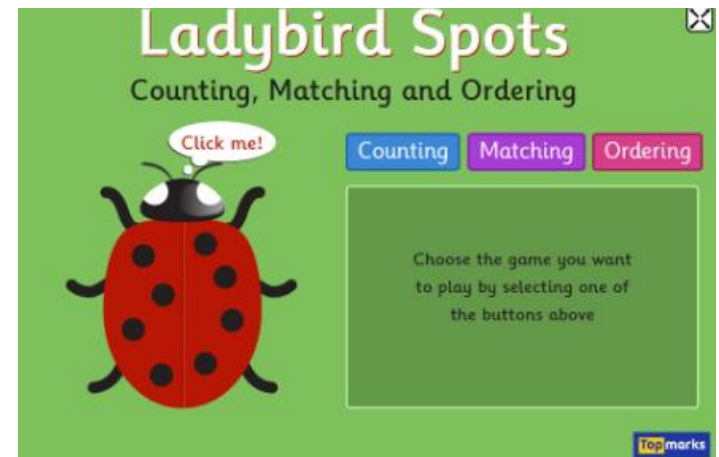 Ladybird Spots
Counting, Matching and Ordering
Click me!
Counting Matching Ordering
Choose the game you want
to play by selecting one of
the buttons above
Topmarks